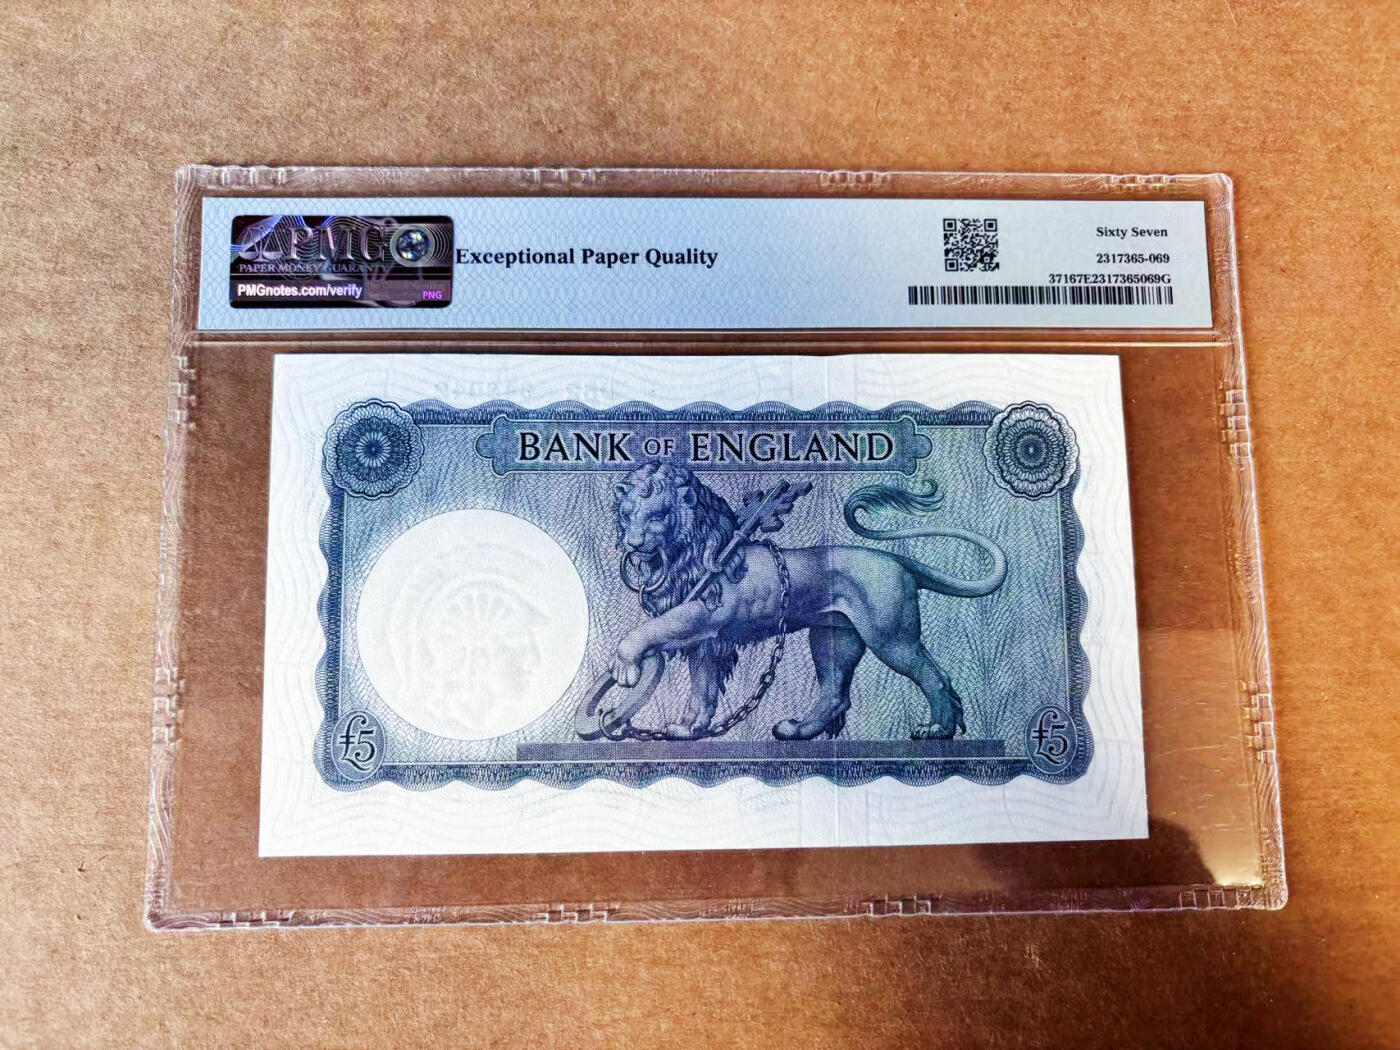 PMG
PAPER MONEY GUARANTY
PMGnotes.com/verify
PNG
Exceptional Paper Quality
Sixty Seven
2317365-069
37167E2317365069G
BANK OF ENGLAND
£5
£5